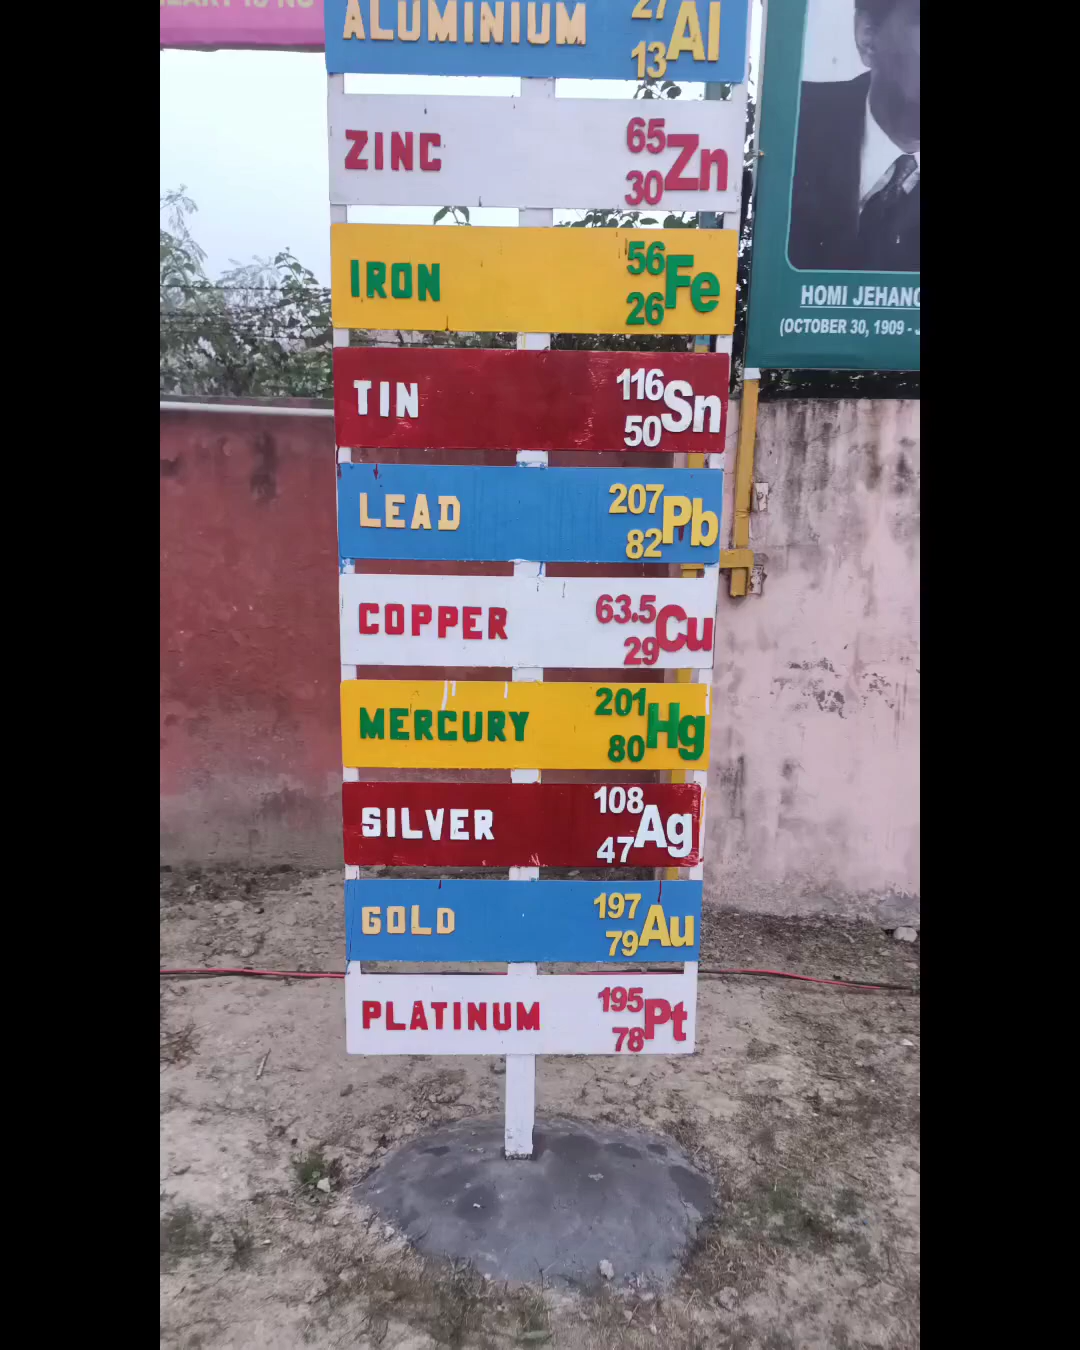 ALUMINIUM 27 13 Al
ZINC 65 30 Zn
IRON 56 26 Fe
TIN 116 50 Sn
LEAD 207 82 Pb
COPPER 63.5 29 Cu
MERCURY 201 80 Hg
SILVER 108 47 Ag
GOLD 197 79 Au
PLATINUM 195 78 Pt
HOMI
(OCTOBER 30, 1909 -